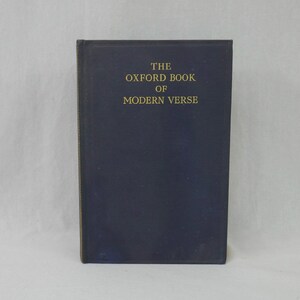 THE
OXFORD BOOK
OF
MODERN VERSE